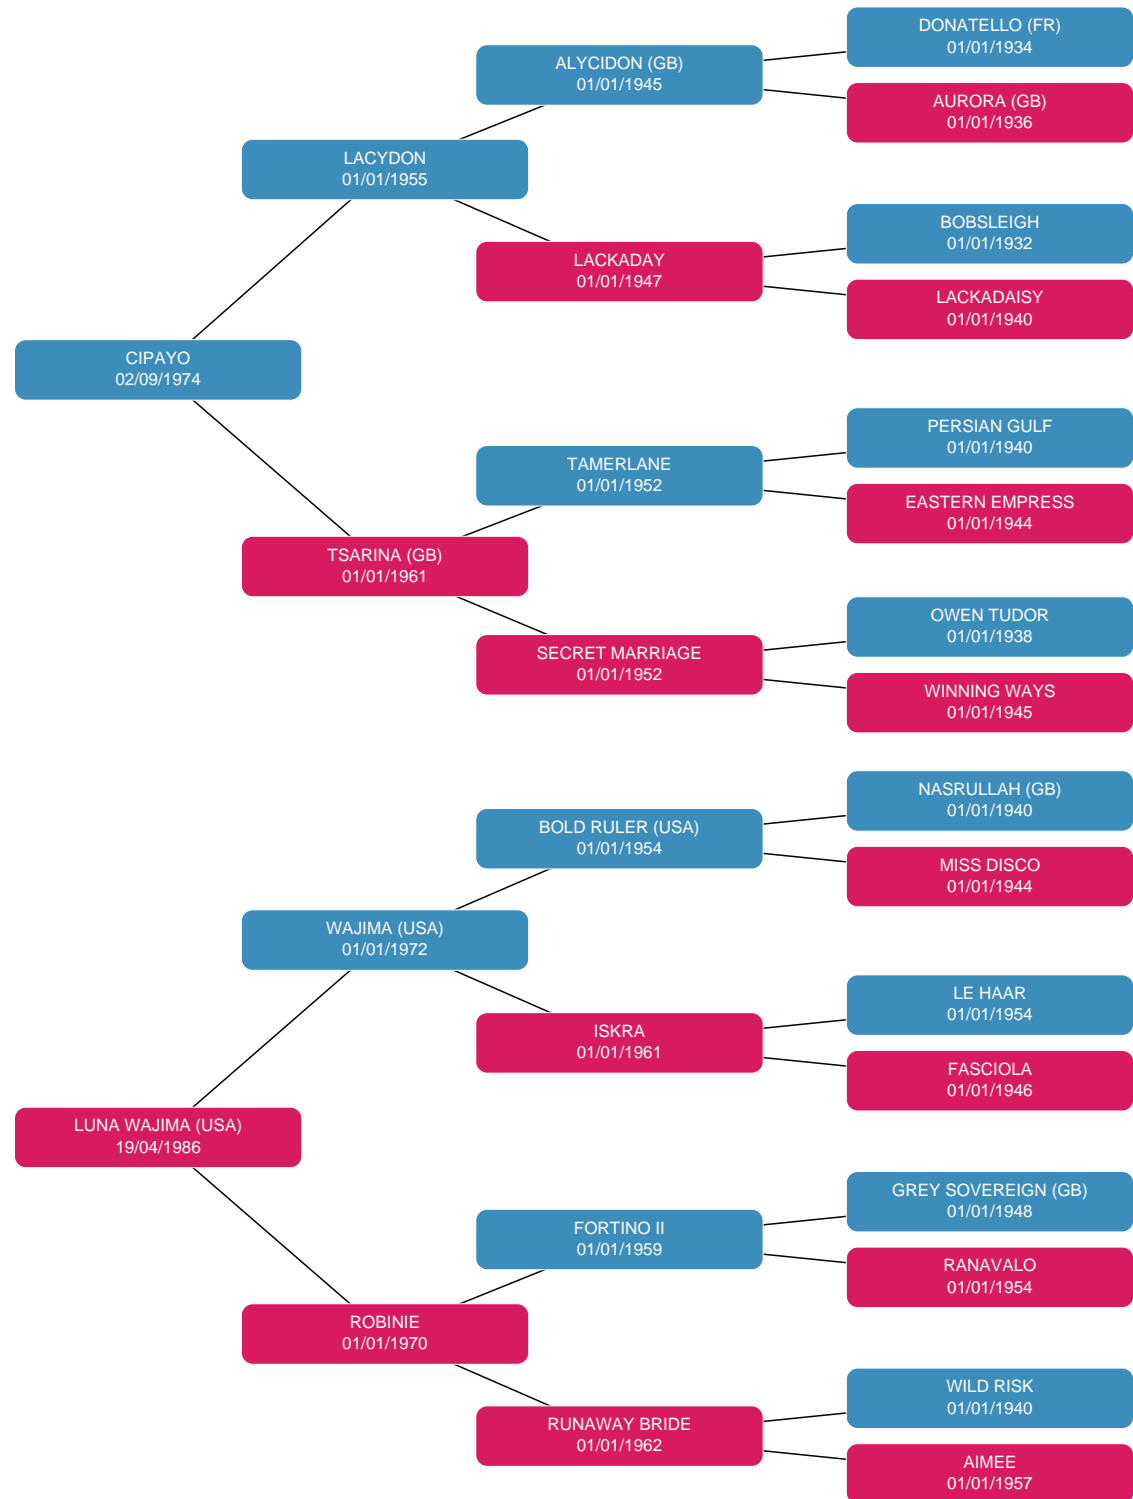 DONATELLO (FR)
01/01/1934
ALYCIDON (GB)
01/01/1945
AURORA (GB)
01/01/1936
LACYDON
01/01/1955
BOBSLEIGH
01/01/1932
LACKADAY
01/01/1947
LACKADAISY
01/01/1940
CIPAYO
02/09/1974
PERSIAN GULF
01/01/1940
TAMERLANE
01/01/1952
EASTERN EMPRESS
01/01/1944
TSARINA (GB)
01/01/1961
OWEN TUDOR
01/01/1938
SECRET MARRIAGE
01/01/1952
WINNING WAYS
01/01/1945
NASRULLAH (GB)
01/01/1940
BOLD RULER (USA)
01/01/1954
MISS DISCO
01/01/1944
WAJIMA (USA)
01/01/1972
LE HAAR
01/01/1954
ISKRA
01/01/1961
FASCIOLA
01/01/1946
LUNA WAJIMA (USA)
19/04/1986
GREY SOVEREIGN (GB)
01/01/1948
FORTINO II
01/01/1959
RANAVALO
01/01/1954
ROBINIE
01/01/1970
WILD RISK
01/01/1940
RUNAWAY BRIDE
01/01/1962
AIMEE
01/01/1957